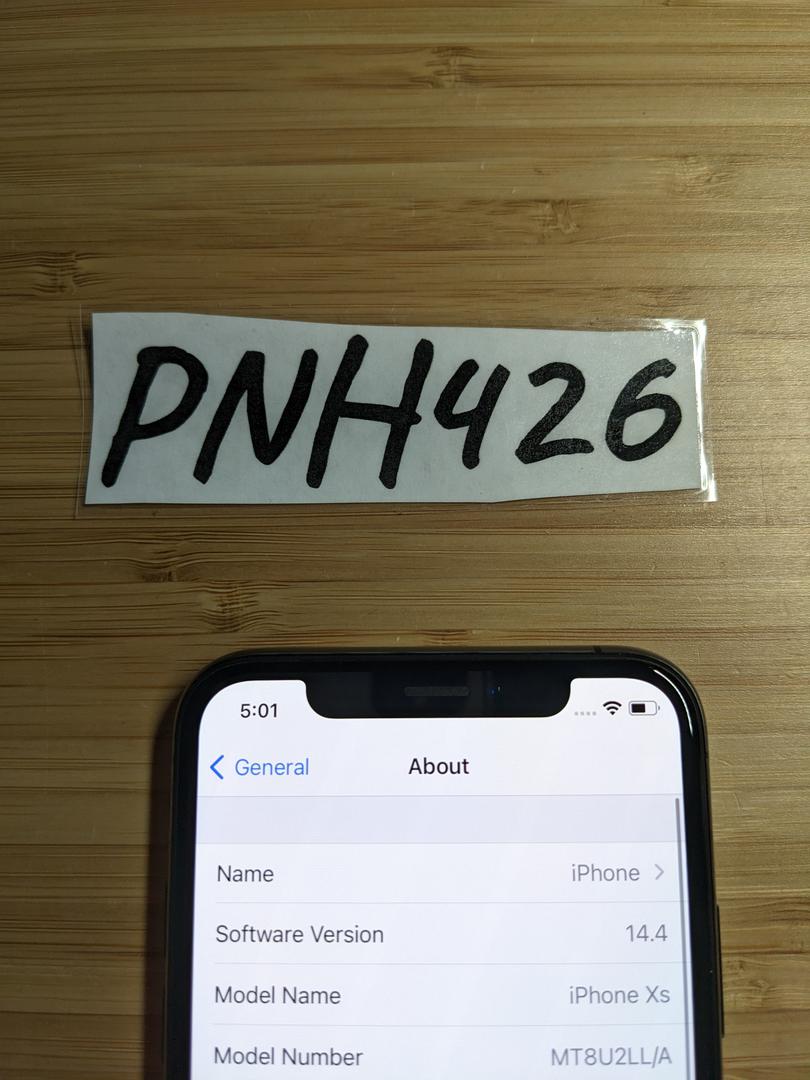 PNH426
5:01
General About
Name iPhone
Software Version 14.4
Model Name iPhone Xs
Model Number MT8U2LL/A